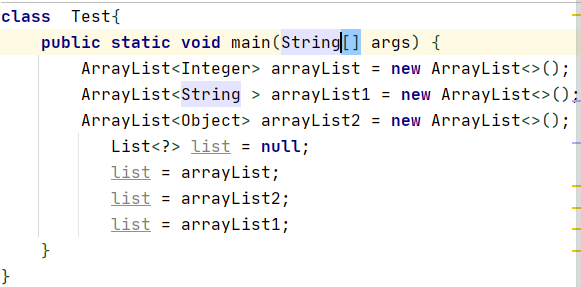 class  Test{
    public static void main(String[] args) {
        ArrayList<Integer> arrayList = new ArrayList<>();
        ArrayList<String > arrayList1 = new ArrayList<>();
        ArrayList<Object> arrayList2 = new ArrayList<>();
           List<?> list = null;
           list = arrayList;
           list = arrayList2;
           list = arrayList1;
    }
}